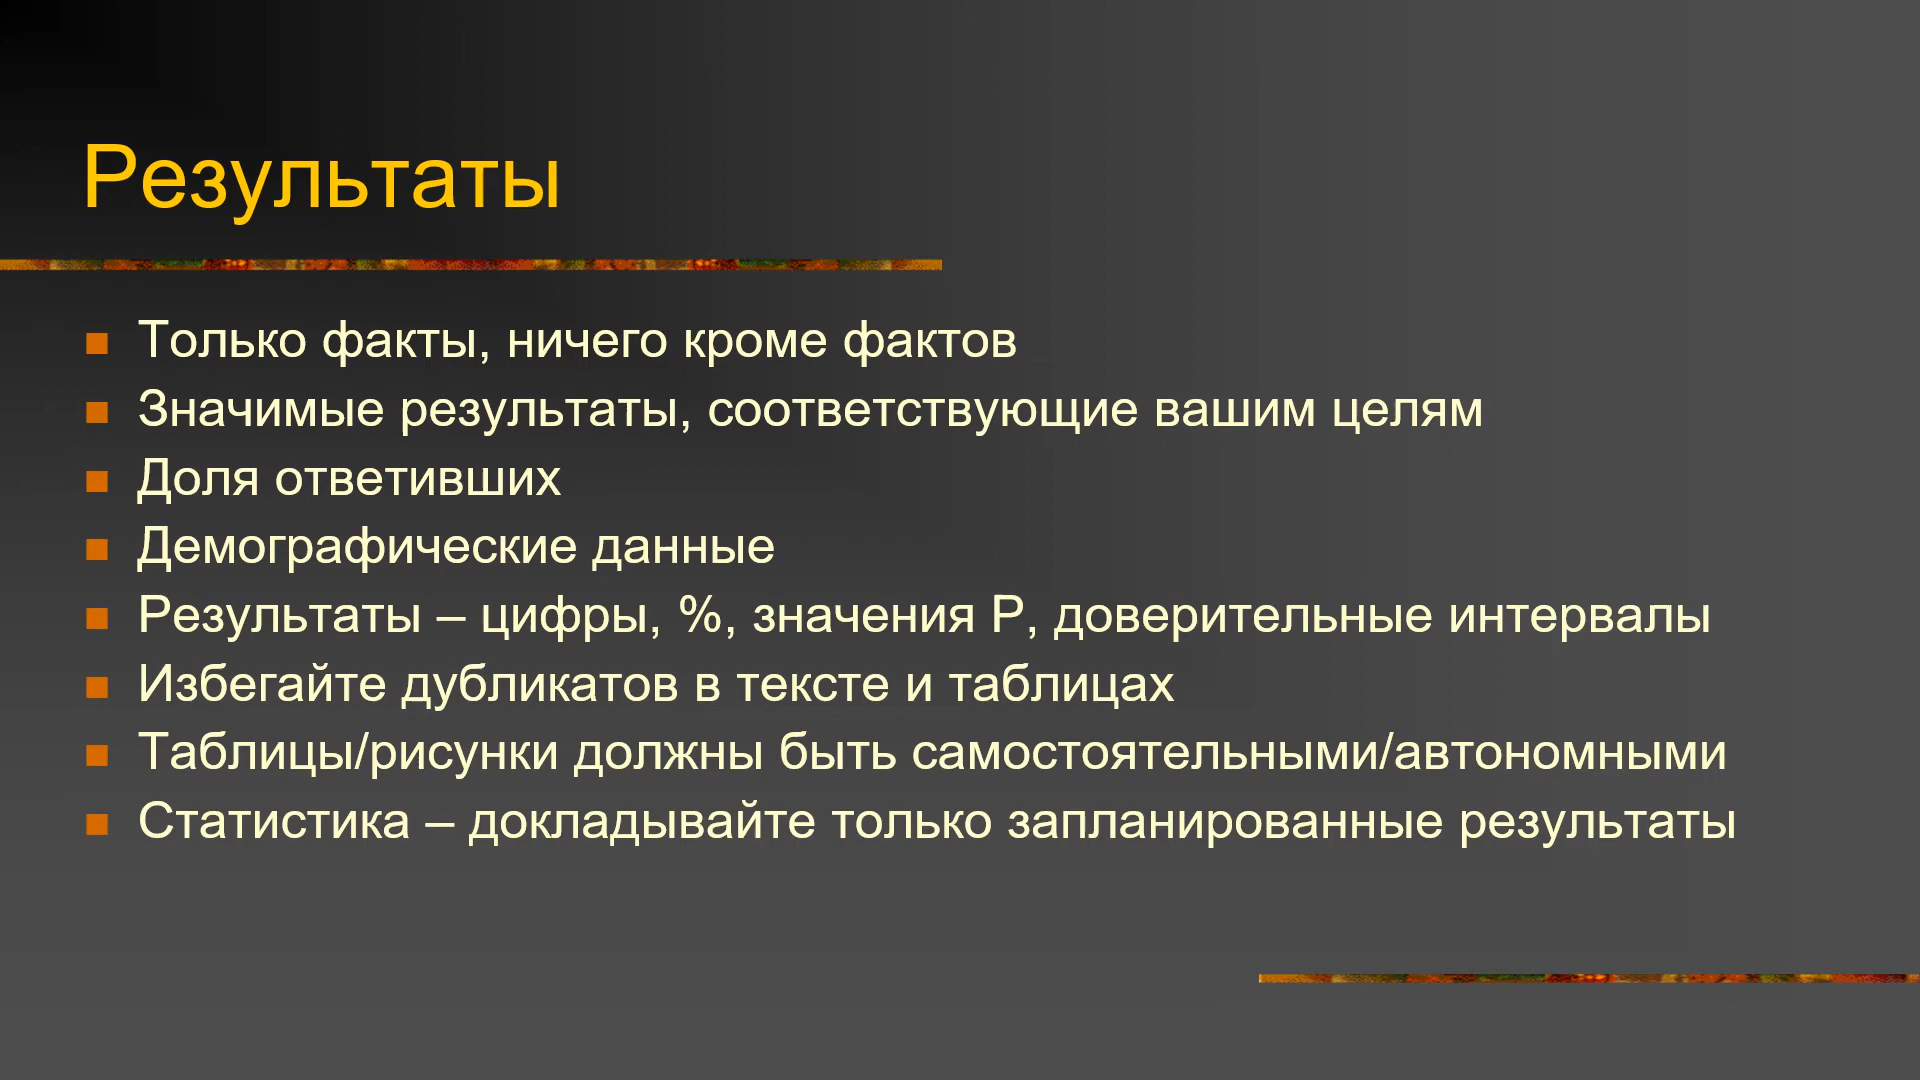 Результаты
Только факты, ничего кроме фактов
Значимые результаты, соответствующие вашим целям
Доля ответивших
Демографические данные
Результаты – цифры, %, значения Р, доверительные интервалы
Избегайте дубликатов в тексте и таблицах
Таблицы/рисунки должны быть самостоятельными/автономными
Статистика – докладывайте только запланированные результаты